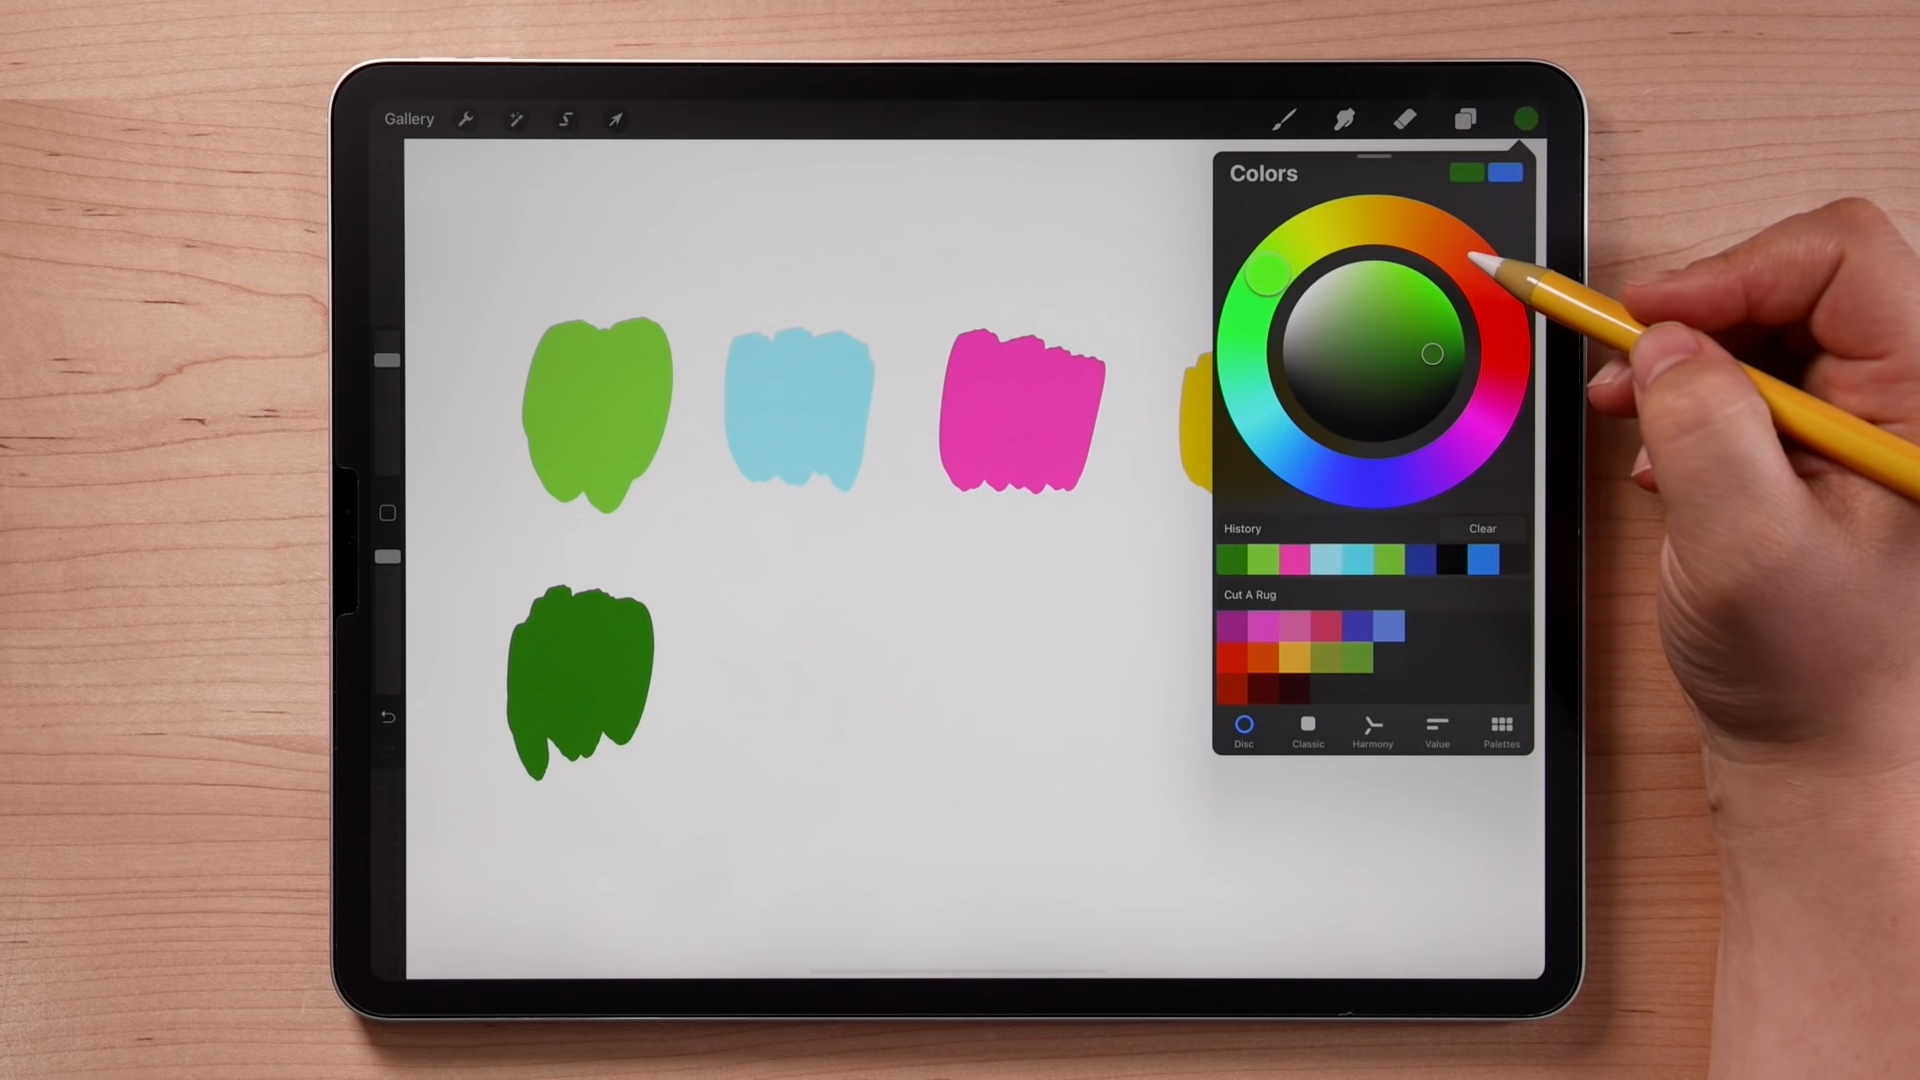 Gallery
Colors
History Clear
Cut A Rug
Disc Classic Harmony Value Palettes